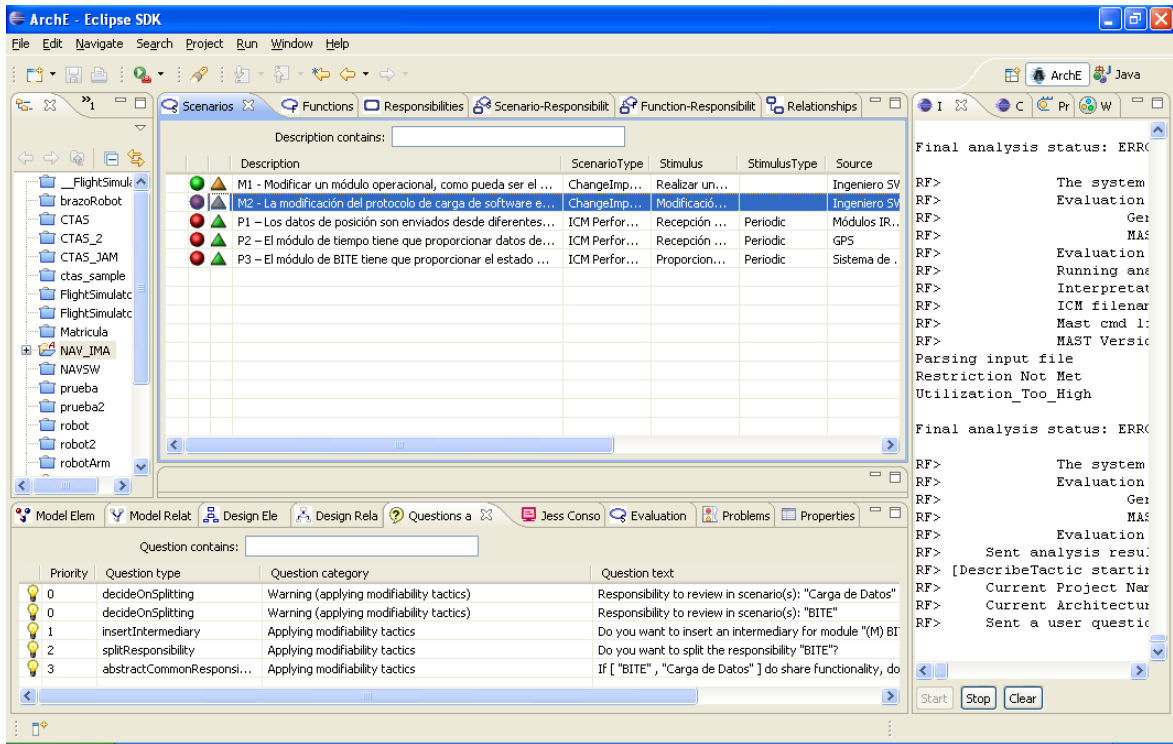 ArchE - Eclipse SDK
File Edit Navigate Search Project Run Window Help
ArchE Java
1
Scenarios Functions Responsibilities Scenario-Responsibilit Function-Responsibilit Relationships
I C Pr W
Description contains:
Description ScenarioType Stimulus StimulusType Source
M1 - Modificar un módulo operacional, como pueda ser el ... ChangeImp... Realizar un... Ingeniero SW
M2 - La modificación del protocolo de carga de software e... ChangeImp... Modificació... Ingeniero SW
P1 – Los datos de posición son enviados desde diferentes... ICM Perfor... Recepción ... Periodic Módulos IR...
P2 – El módulo de tiempo tiene que proporcionar datos de... ICM Perfor... Recepción ... Periodic GPS
P3 – El módulo de BITE tiene que proporcionar el estado ... ICM Perfor... Proporcion... Periodic Sistema de .
__FlightSimula
brazoRobot
CTAS
CTAS_2
CTAS_JAM
ctas_sample
FlightSimulatc
FlightSimulatc
Matricula
NAV_IMA
NAVSW
prueba
prueba2
robot
robot2
robotArm
Model Elem Model Relat Design Ele Design Rela Questions a Jess Conso Evaluation Problems Properties
Question contains:
Priority Question type Question category Question text
0 decideOnSplitting Warning (applying modifiability tactics) Responsibility to review in scenario(s): "Carga de Datos"
0 decideOnSplitting Warning (applying modifiability tactics) Responsibility to review in scenario(s): "BITE"
1 insertIntermediary Applying modifiability tactics Do you want to insert an intermediary for module "(M) BI
2 splitResponsibility Applying modifiability tactics Do you want to split the responsibility "BITE"?
3 abstractCommonResponsi... Applying modifiability tactics If [ "BITE" , "Carga de Datos" ] do share functionality, do
Final analysis status: ERRO
RF> The system
RF> Evaluation
RF> Ger
RF> MAS
RF> Evaluation
RF> Running ana
RF> Interpretat
RF> ICM filenam
RF> Mast cmd li
RF> MAST Versio
Parsing input file
Restriction Not Met
Utilization_Too_High
Final analysis status: ERRO
RF> The system
RF> Evaluation
RF> Ger
RF> MAS
RF> Evaluation
RF> Sent analysis resul
RF> [DescribeTactic startin
RF> Current Project Nam
RF> Current Architectur
RF> Sent a user questio
Start Stop Clear